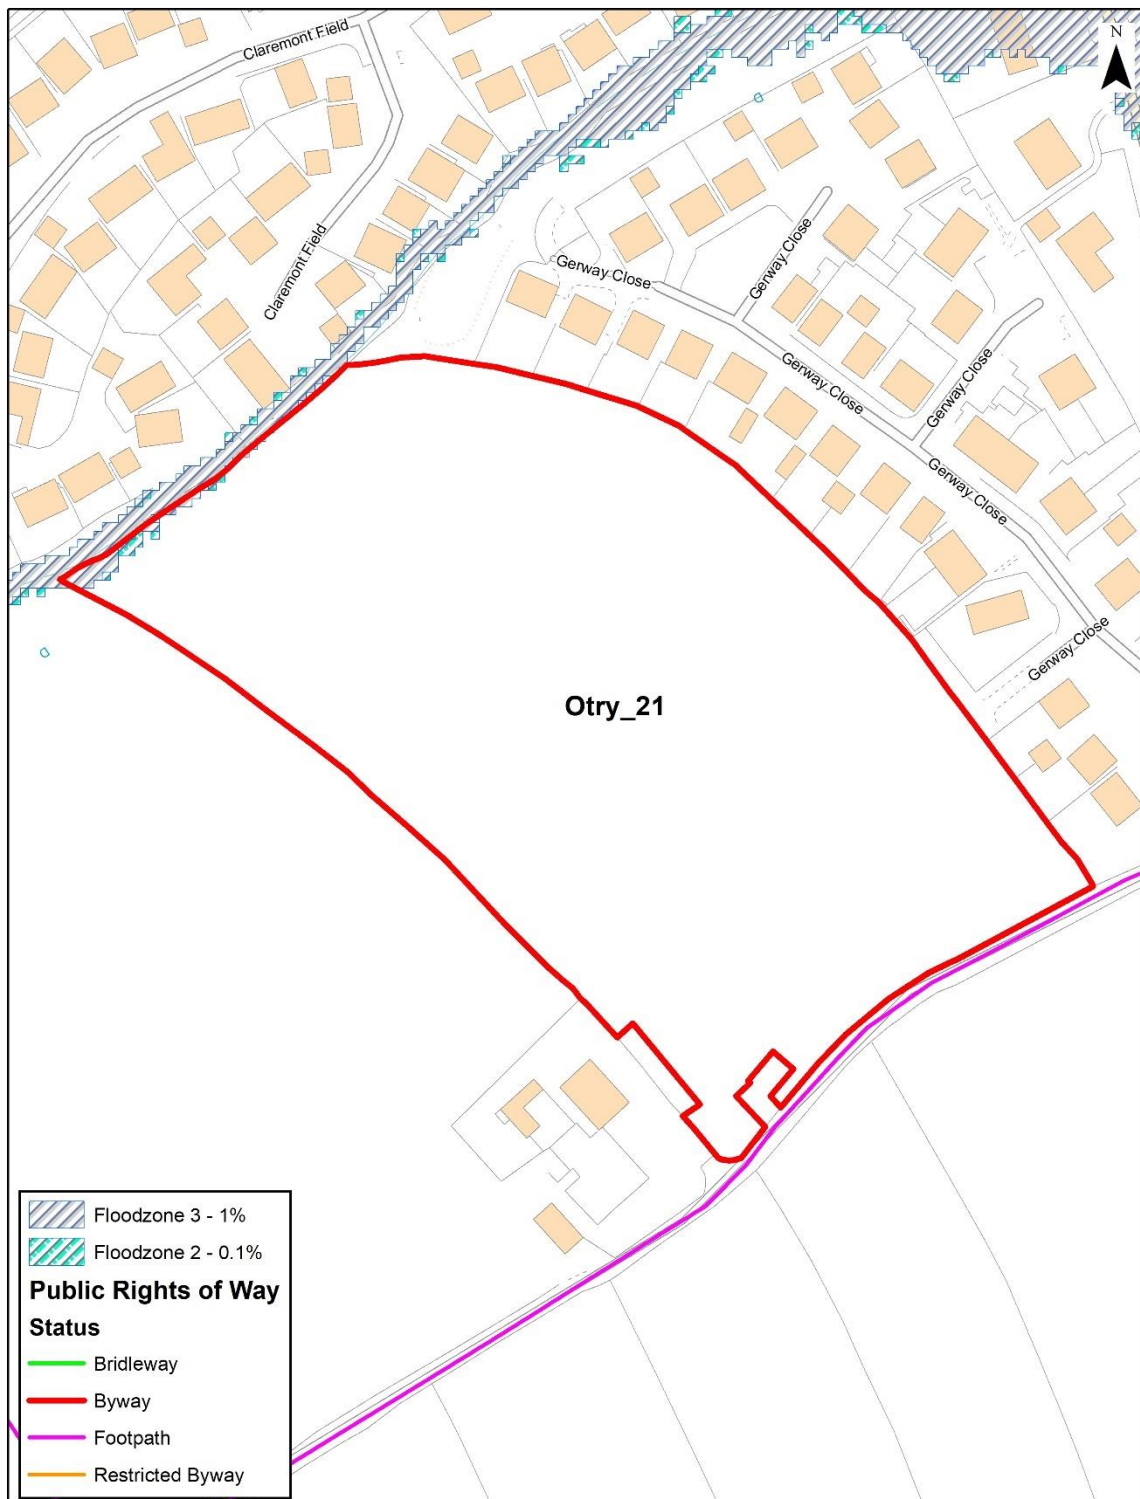 Claremont Field
N
Claremont Field
Gerway Close
Gerway Close
Gerway Close
Gerway Close
Gerway Close
Gerway Close
Otry_21
Floodzone 3 - 1%
Floodzone 2 - 0.1%
Public Rights of Way
Status
Bridleway
Byway
Footpath
Restricted Byway